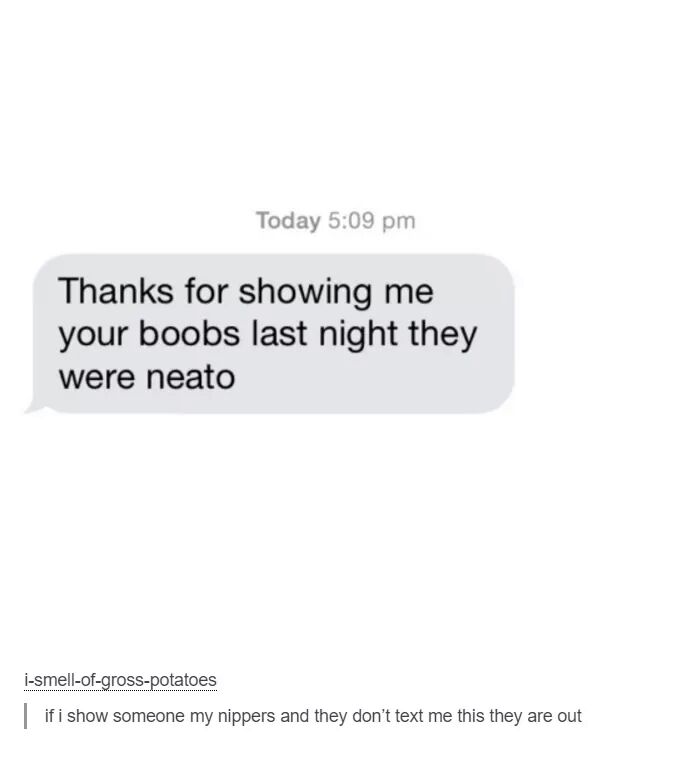 Today 5:09 pm
Thanks for showing me
your boobs last night they
were neato
i-smell-of-gross-potatoes
if i show someone my nippers and they don't text me this they are out